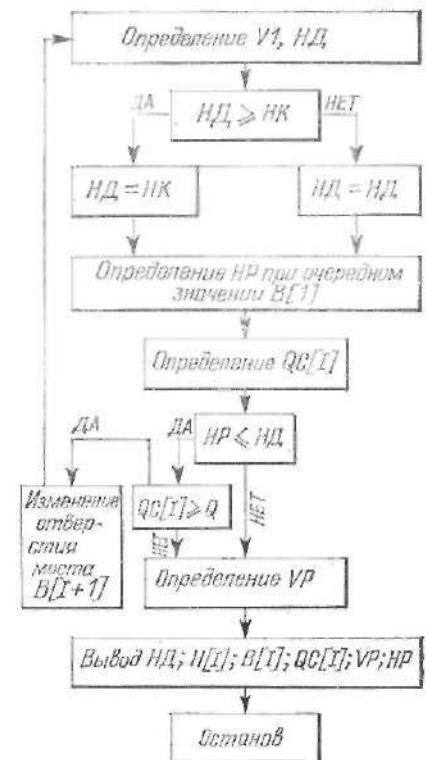 Определение V1, НД
ДА
НД ⩾ НК
НЕТ
НД = НК
НД = НД
Определение НР при очередном
значении В[1]
Определение QC[I]
ДА
ДА
НР ⩽ НД
Изменение
отвер-
стия
моста
B[I+1]
QC[I] ⩾ Q
НЕТ
НЕТ
Определение VP
Вывод НД; H[I]; B[I]; QC[I]; VP; НР
Останов